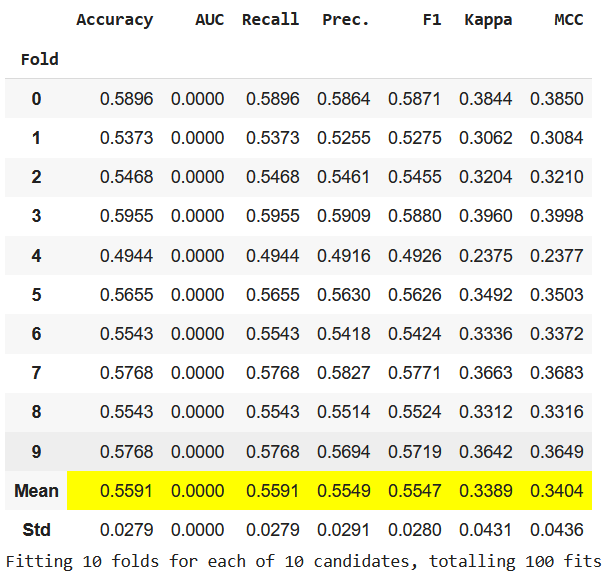 Accuracy AUC Recall Prec. F1 Kappa MCC
Fold
0 0.5896 0.0000 0.5896 0.5864 0.5871 0.3844 0.3850
1 0.5373 0.0000 0.5373 0.5255 0.5275 0.3062 0.3084
2 0.5468 0.0000 0.5468 0.5461 0.5455 0.3204 0.3210
3 0.5955 0.0000 0.5955 0.5909 0.5880 0.3960 0.3998
4 0.4944 0.0000 0.4944 0.4916 0.4926 0.2375 0.2377
5 0.5655 0.0000 0.5655 0.5630 0.5626 0.3492 0.3503
6 0.5543 0.0000 0.5543 0.5418 0.5424 0.3336 0.3372
7 0.5768 0.0000 0.5768 0.5827 0.5771 0.3663 0.3683
8 0.5543 0.0000 0.5543 0.5514 0.5524 0.3312 0.3316
9 0.5768 0.0000 0.5768 0.5694 0.5719 0.3642 0.3649
Mean 0.5591 0.0000 0.5591 0.5549 0.5547 0.3389 0.3404
Std 0.0279 0.0000 0.0279 0.0291 0.0280 0.0431 0.0436
Fitting 10 folds for each of 10 candidates, totalling 100 fits